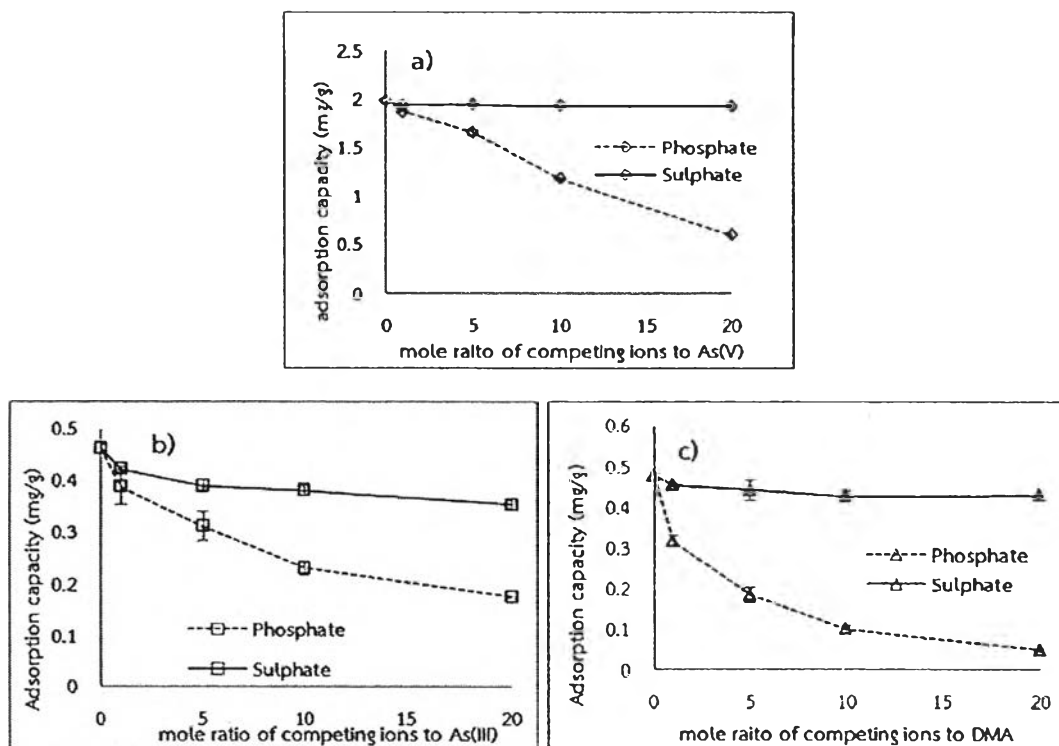 a)
adsorption capacity (mg/g)
2.5
2
1.5
1
0.5
0
Phosphate
Sulphate
0 5 10 15 20
mole raito of competing ions to As(V)
b)
Adsorption capacity (mg/g)
0.5
0.4
0.3
0.2
0.1
0
Phosphate
Sulphate
0 5 10 15 20
mole ratio of competing ions to As(III)
c)
Adsorption capacity (mg/g)
0.6
0.5
0.4
0.3
0.2
0.1
0
Phosphate
Sulphate
0 5 10 15 20
mole raito of competing ions to DMA